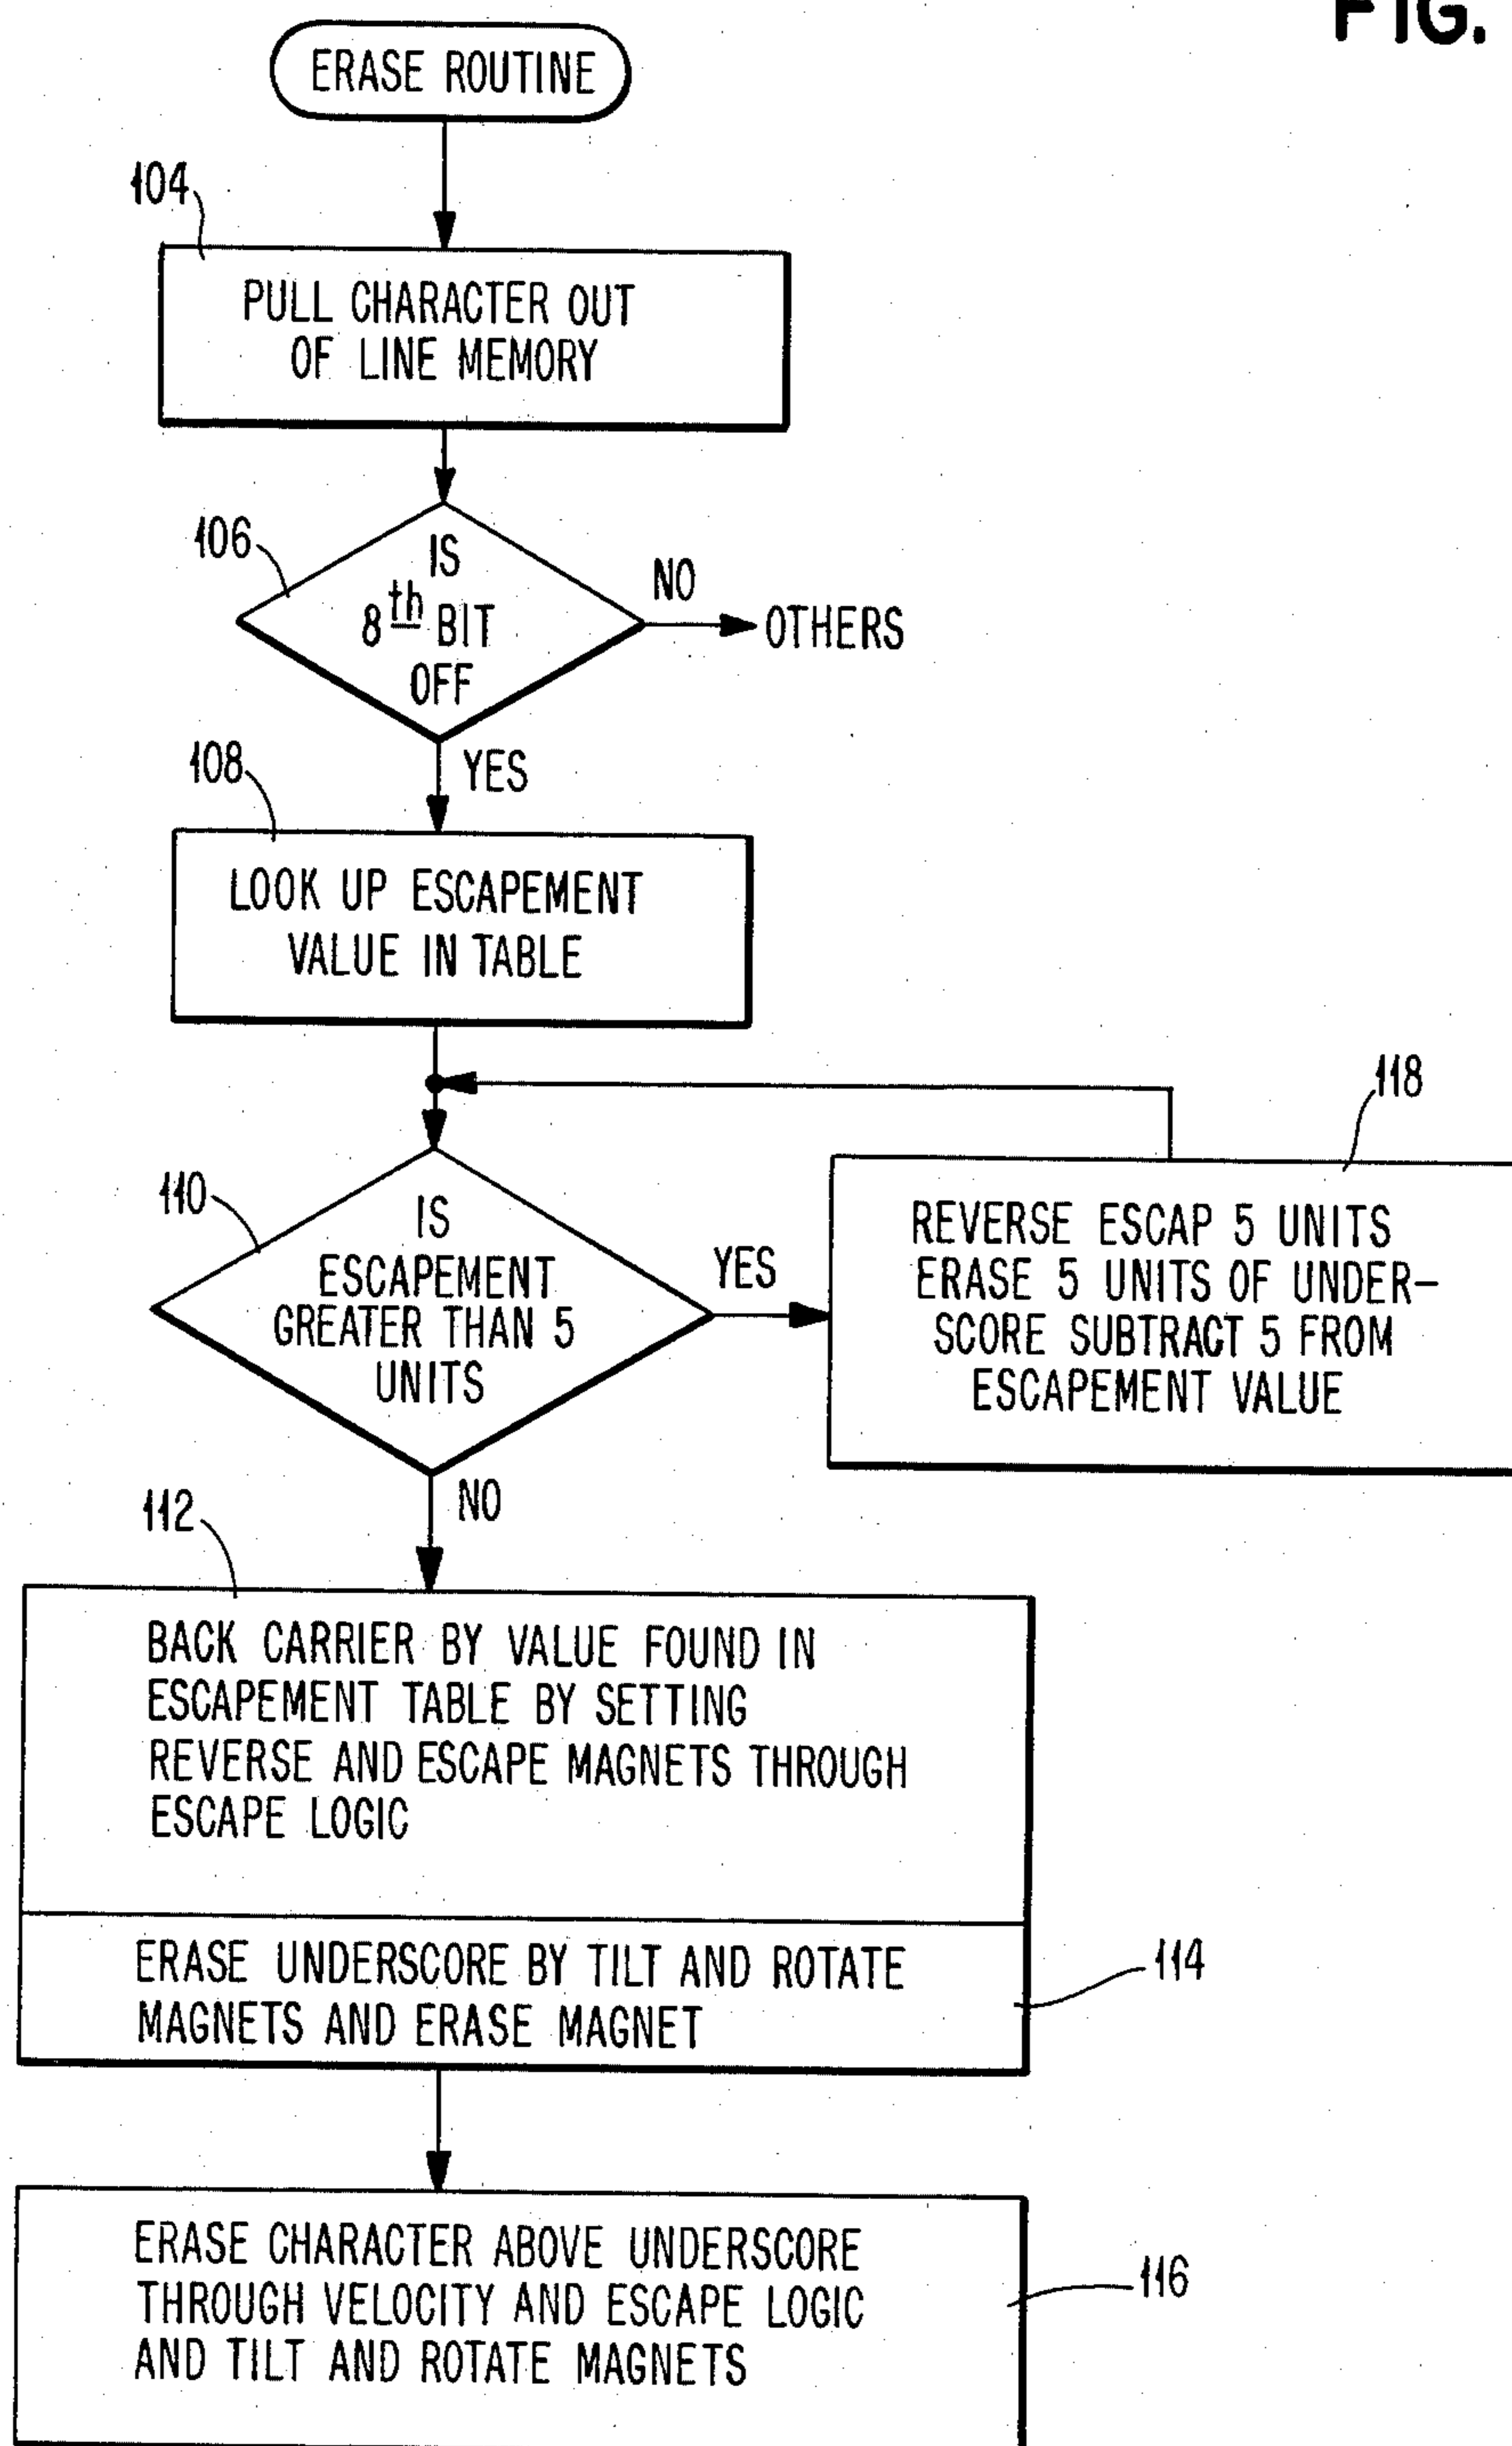 FIG.
ERASE ROUTINE
104
PULL CHARACTER OUT
OF LINE MEMORY
106
IS
8th BIT
OFF
NO
OTHERS
YES
108
LOOK UP ESCAPEMENT
VALUE IN TABLE
118
110
IS
ESCAPEMENT
GREATER THAN 5
UNITS
YES
REVERSE ESCAP 5 UNITS
ERASE 5 UNITS OF UNDER-
SCORE SUBTRACT 5 FROM
ESCAPEMENT VALUE
NO
112
BACK CARRIER BY VALUE FOUND IN
ESCAPEMENT TABLE BY SETTING
REVERSE AND ESCAPE MAGNETS THROUGH
ESCAPE LOGIC
ERASE UNDERSCORE BY TILT AND ROTATE
MAGNETS AND ERASE MAGNET
114
ERASE CHARACTER ABOVE UNDERSCORE
THROUGH VELOCITY AND ESCAPE LOGIC
AND TILT AND ROTATE MAGNETS
116